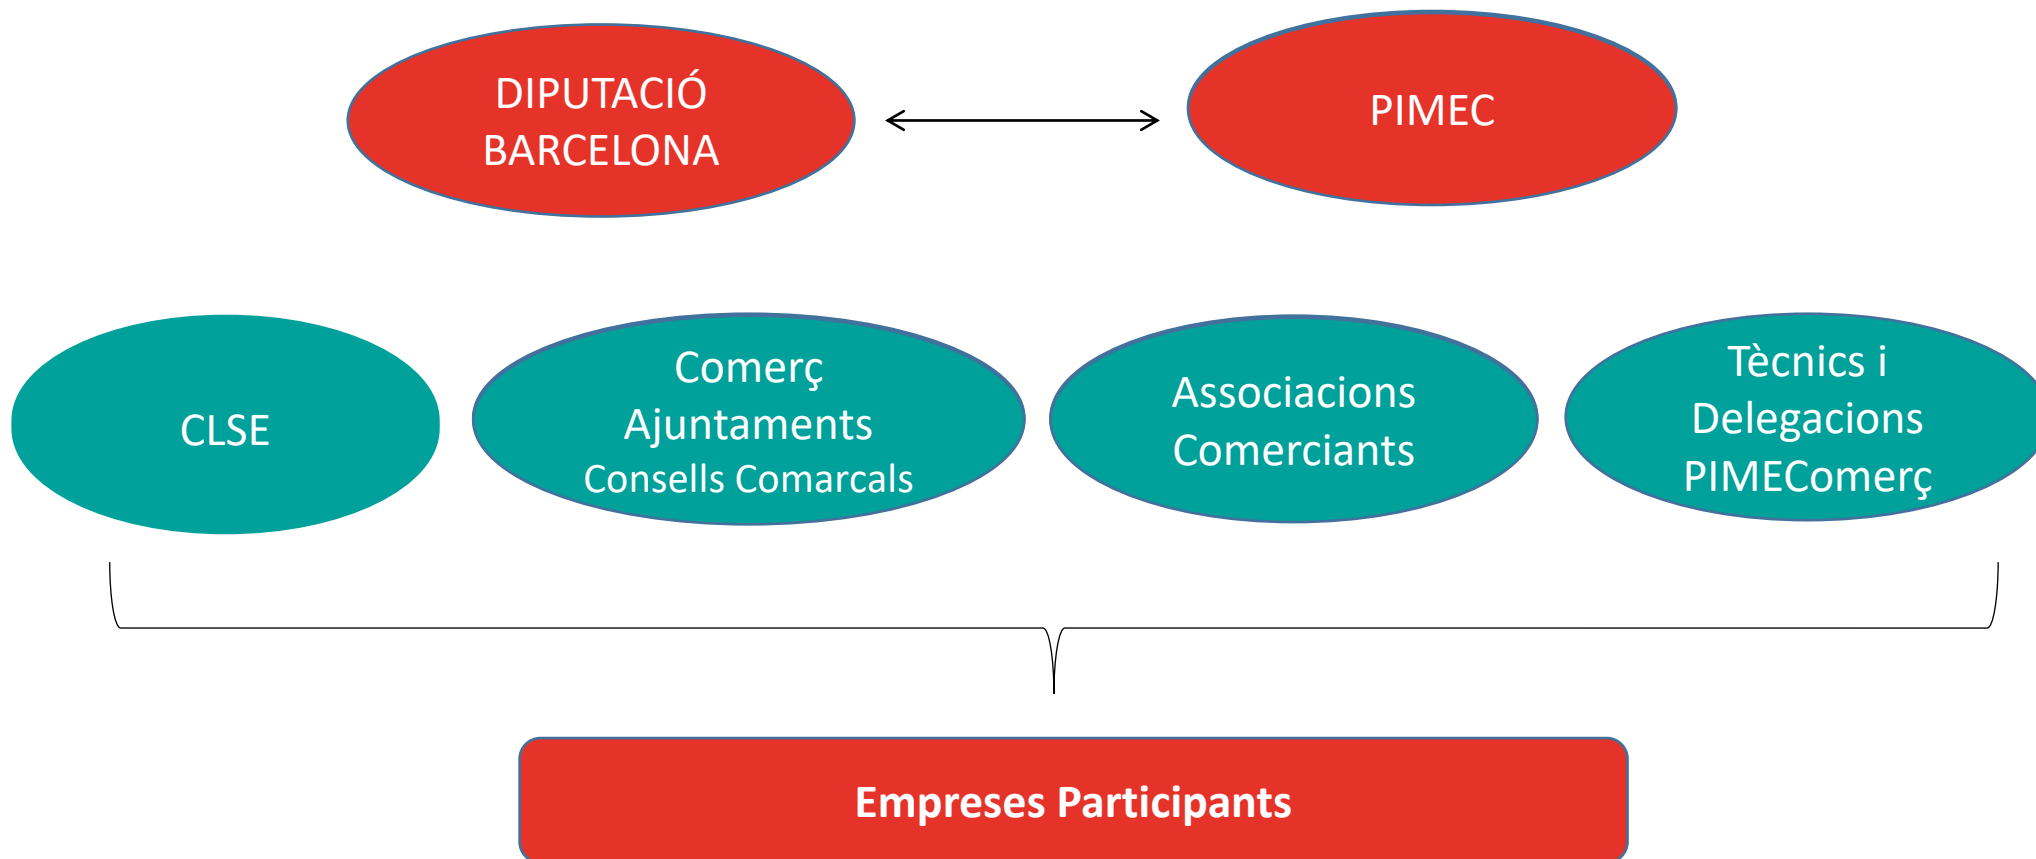 DIPUTACIÓ
BARCELONA
PIMEC
CLSE
Comerç
Ajuntaments
Consells Comarcals
Associacions
Comerciants
Tècnics i
Delegacions
PIMEComerç
Empreses Participants